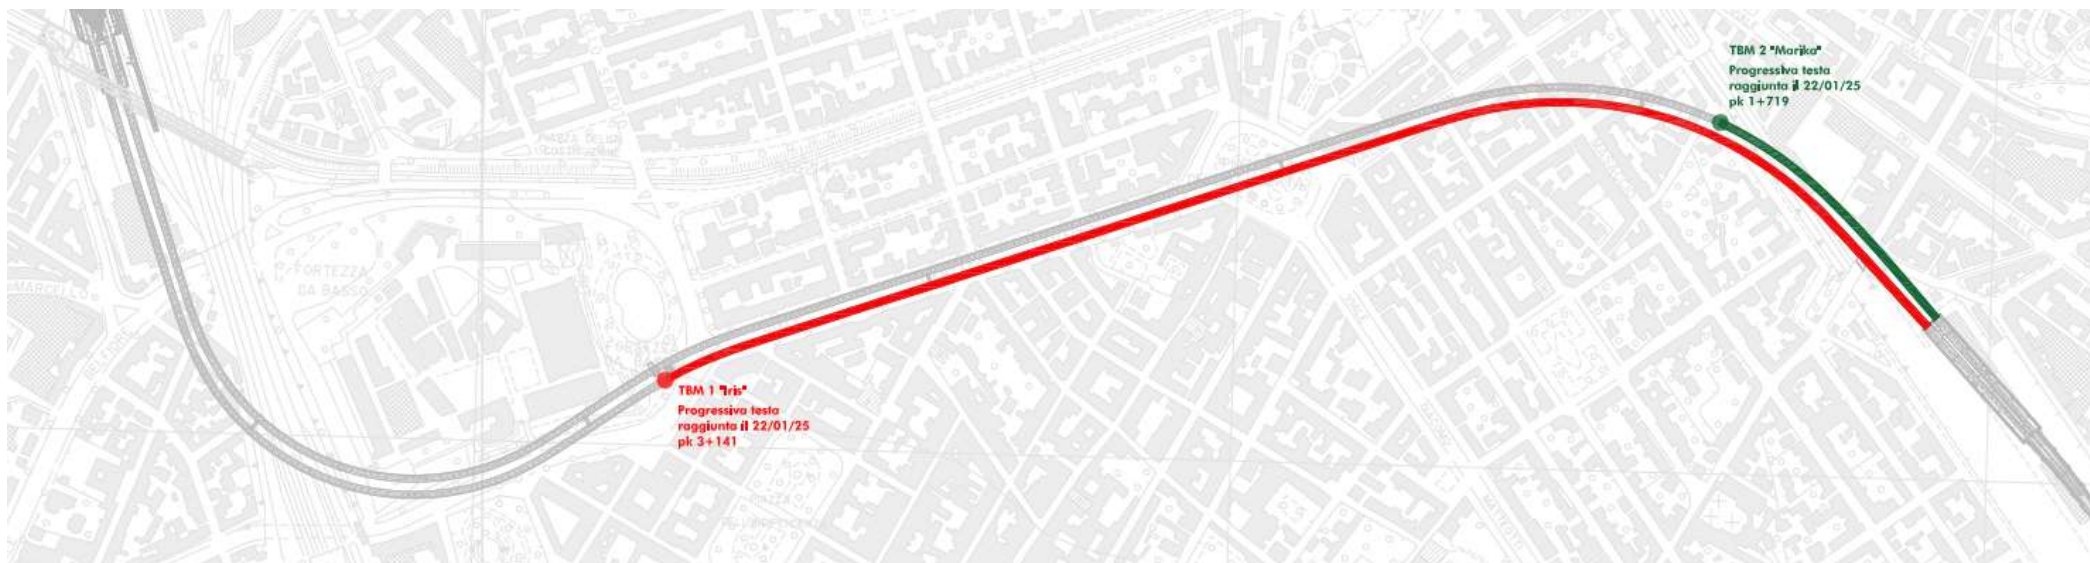 TBM 2 "Marika"
Progressiva testa
raggiunta il 22/01/25
pk 1+719
FORTEZZA
DA BASSO
TBM 1 "Iris"
Progressiva testa
raggiunta il 22/01/25
pk 3+141
PIAZZA